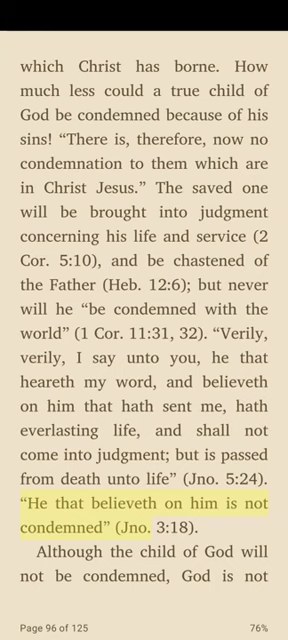 which Christ has borne. How
much less could a true child of
God be condemned because of his
sins! “There is, therefore, now no
condemnation to them which are
in Christ Jesus.” The saved one
will be brought into judgment
concerning his life and service (2
Cor. 5:10), and be chastened of
the Father (Heb. 12:6); but never
will he “be condemned with the
world” (1 Cor. 11:31, 32). “Verily,
verily, I say unto you, he that
heareth my word, and believeth
on him that hath sent me, hath
everlasting life, and shall not
come into judgment; but is passed
from death unto life” (Jno. 5:24).
“He that believeth on him is not
condemned” (Jno. 3:18).
Although the child of God will
not be condemned, God is not
Page 96 of 125 76%